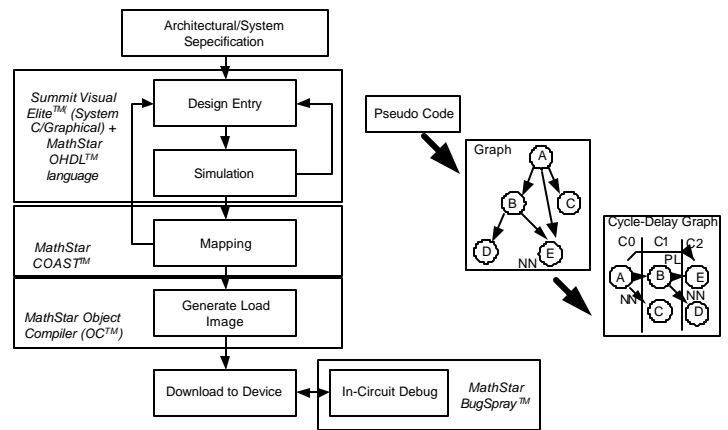 Architectural/System
Sepecification
Summit Visual
Elite™( (System
C/Graphical) +
MathStar
OHDL™
language
Design Entry
Simulation
MathStar
COAST™
Mapping
MathStar Object
Compiler (OC™)
Generate Load
Image
Download to Device
In-Circuit Debug
MathStar
BugSpray™
Pseudo Code
Graph
A
B
C
D
E
NN
Cycle-Delay Graph
C0 C1 C2
PL
A B E
NN NN
C D